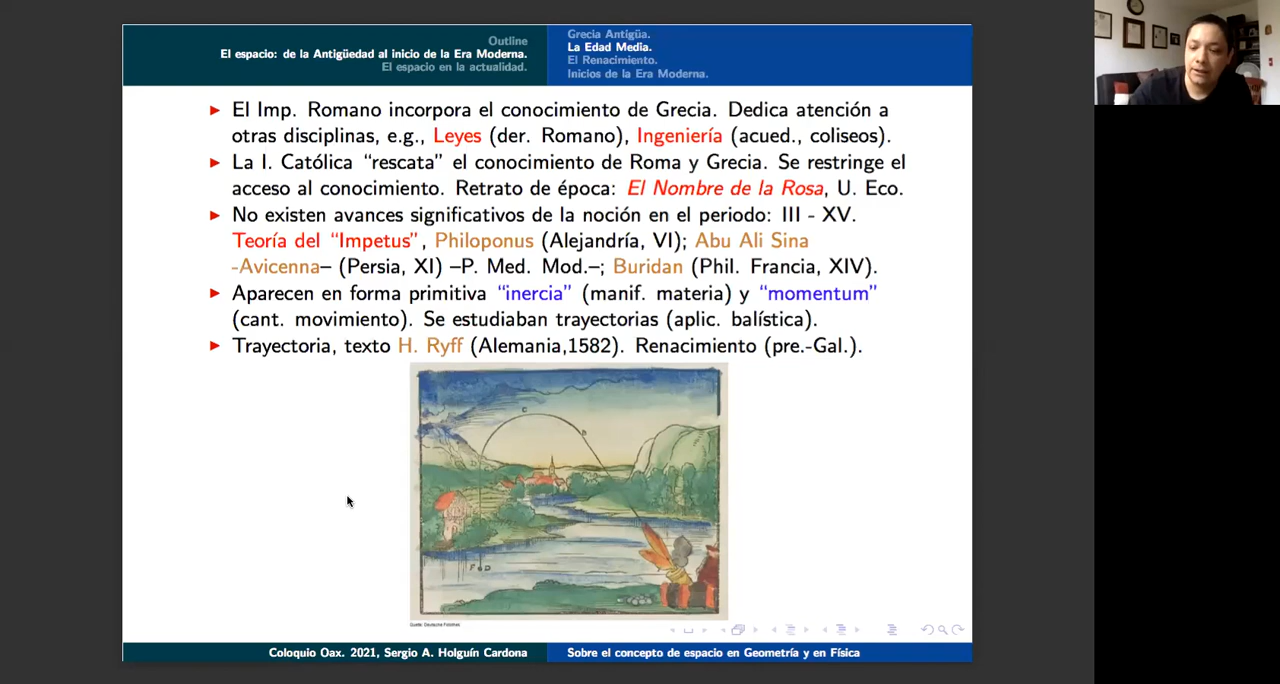 Outline
El espacio: de la Antigüedad al inicio de la Era Moderna.
El espacio en la actualidad.
Grecia Antigüa.
La Edad Media.
El Renacimiento.
Inicios de la Era Moderna.
El Imp. Romano incorpora el conocimiento de Grecia. Dedica atención a
otras disciplinas, e.g., Leyes (der. Romano), Ingeniería (acued., coliseos).
La I. Católica “rescata” el conocimiento de Roma y Grecia. Se restringe el
acceso al conocimiento. Retrato de época: El Nombre de la Rosa, U. Eco.
No existen avances significativos de la noción en el periodo: III - XV.
Teoría del “Impetus”, Philoponus (Alejandría, VI); Abu Ali Sina
-Avicenna– (Persia, XI) –P. Med. Mod.–; Buridan (Phil. Francia, XIV).
Aparecen en forma primitiva “inercia” (manif. materia) y “momentum”
(cant. movimiento). Se estudiaban trayectorias (aplic. balística).
Trayectoria, texto H. Ryff (Alemania,1582). Renacimiento (pre.-Gal.).
C
Coloquio Oax. 2021, Sergio A. Holguín Cardona
Sobre el concepto de espacio en Geometría y en Física